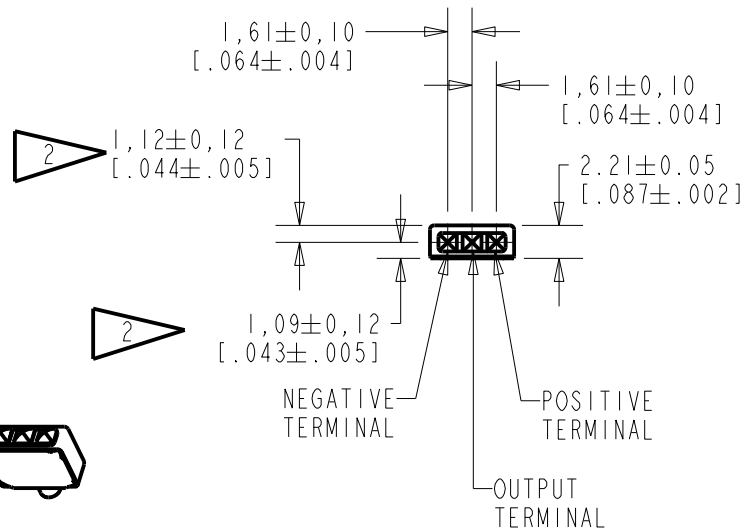 1,61±0,10
[.064±.004]
1,61±0,10
[.064±.004]
2
1,12±0,12
[.044±.005]
2.21±0.05
[.087±.002]
2
1,09±0,12
[.043±.005]
NEGATIVE
TERMINAL
POSITIVE
TERMINAL
OUTPUT
TERMINAL